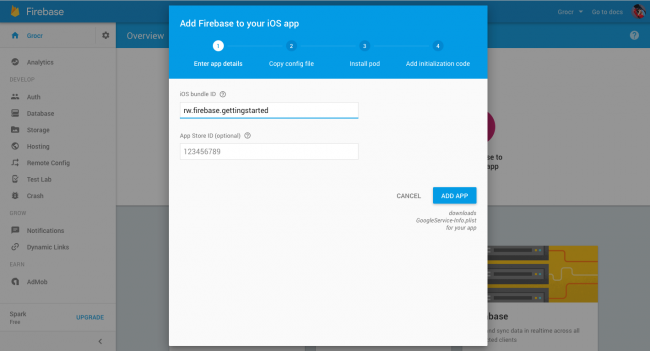 Firebase
Add Firebase to your iOS app
Grocr
Go to docs
Grocr
Overview
1
2
3
4
Enter app details
Copy config file
Install pod
Add initialization code
Analytics
DEVELOP
Auth
Database
Storage
Hosting
Remote Config
Test Lab
Crash
GROW
Notifications
Dynamic Links
EARN
AdMob
Spark
Free
UPGRADE
iOS bundle ID
rw.firebase.gettingstarted
App Store ID (optional)
123456789
CANCEL
ADD APP
downloads
GoogleService-Info.plist
for your app
se to
app
base
nd sync data in realtime across all
ted clients